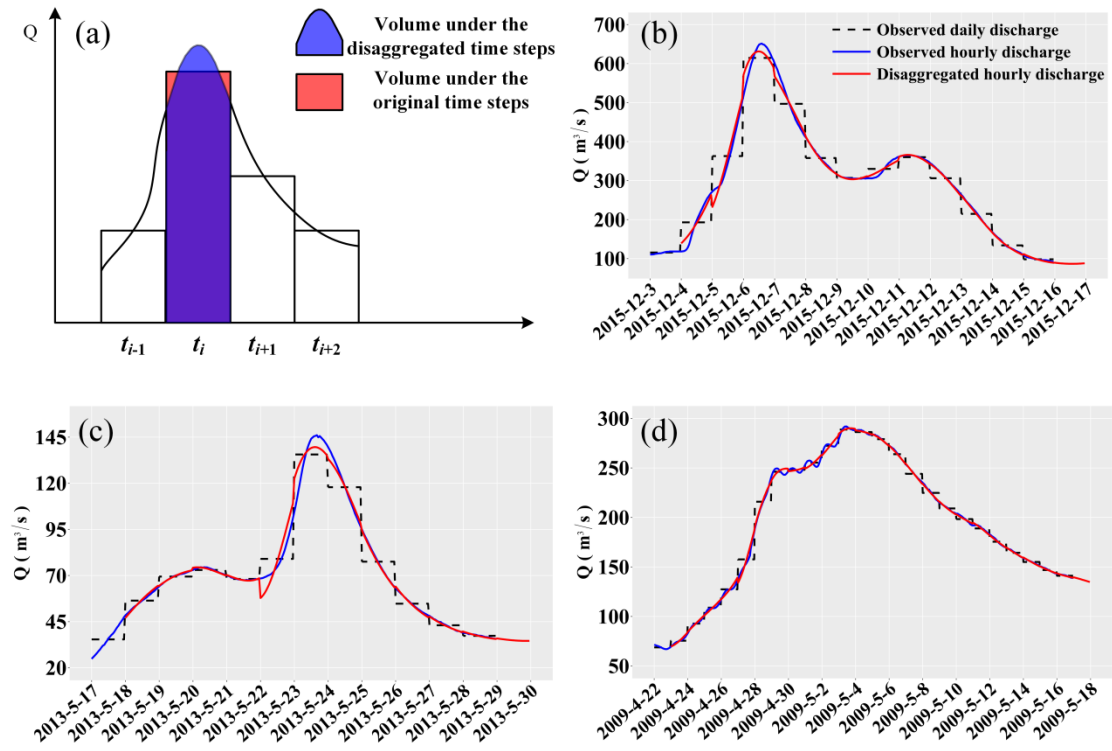 (a)
Q
Volume under the
disaggregated time steps
Volume under the
original time steps
t_{i-1} t_i t_{i+1} t_{i+2}
(b)
Observed daily discharge
Observed hourly discharge
Disaggregated hourly discharge
Q ( m³/s )
700
600
500
400
300
200
100
2015-12-3 2015-12-4 2015-12-5 2015-12-6 2015-12-7 2015-12-8 2015-12-9 2015-12-10 2015-12-11 2015-12-12 2015-12-13 2015-12-14 2015-12-15 2015-12-16 2015-12-17
(c)
Q ( m³/s )
145
120
95
70
45
20
2013-5-17 2013-5-18 2013-5-19 2013-5-20 2013-5-21 2013-5-22 2013-5-23 2013-5-24 2013-5-25 2013-5-26 2013-5-27 2013-5-28 2013-5-29 2013-5-30
(d)
Q ( m³/s )
300
250
200
150
100
50
2009-4-22 2009-4-24 2009-4-26 2009-4-28 2009-4-30 2009-5-2 2009-5-4 2009-5-6 2009-5-8 2009-5-10 2009-5-12 2009-5-14 2009-5-16 2009-5-18